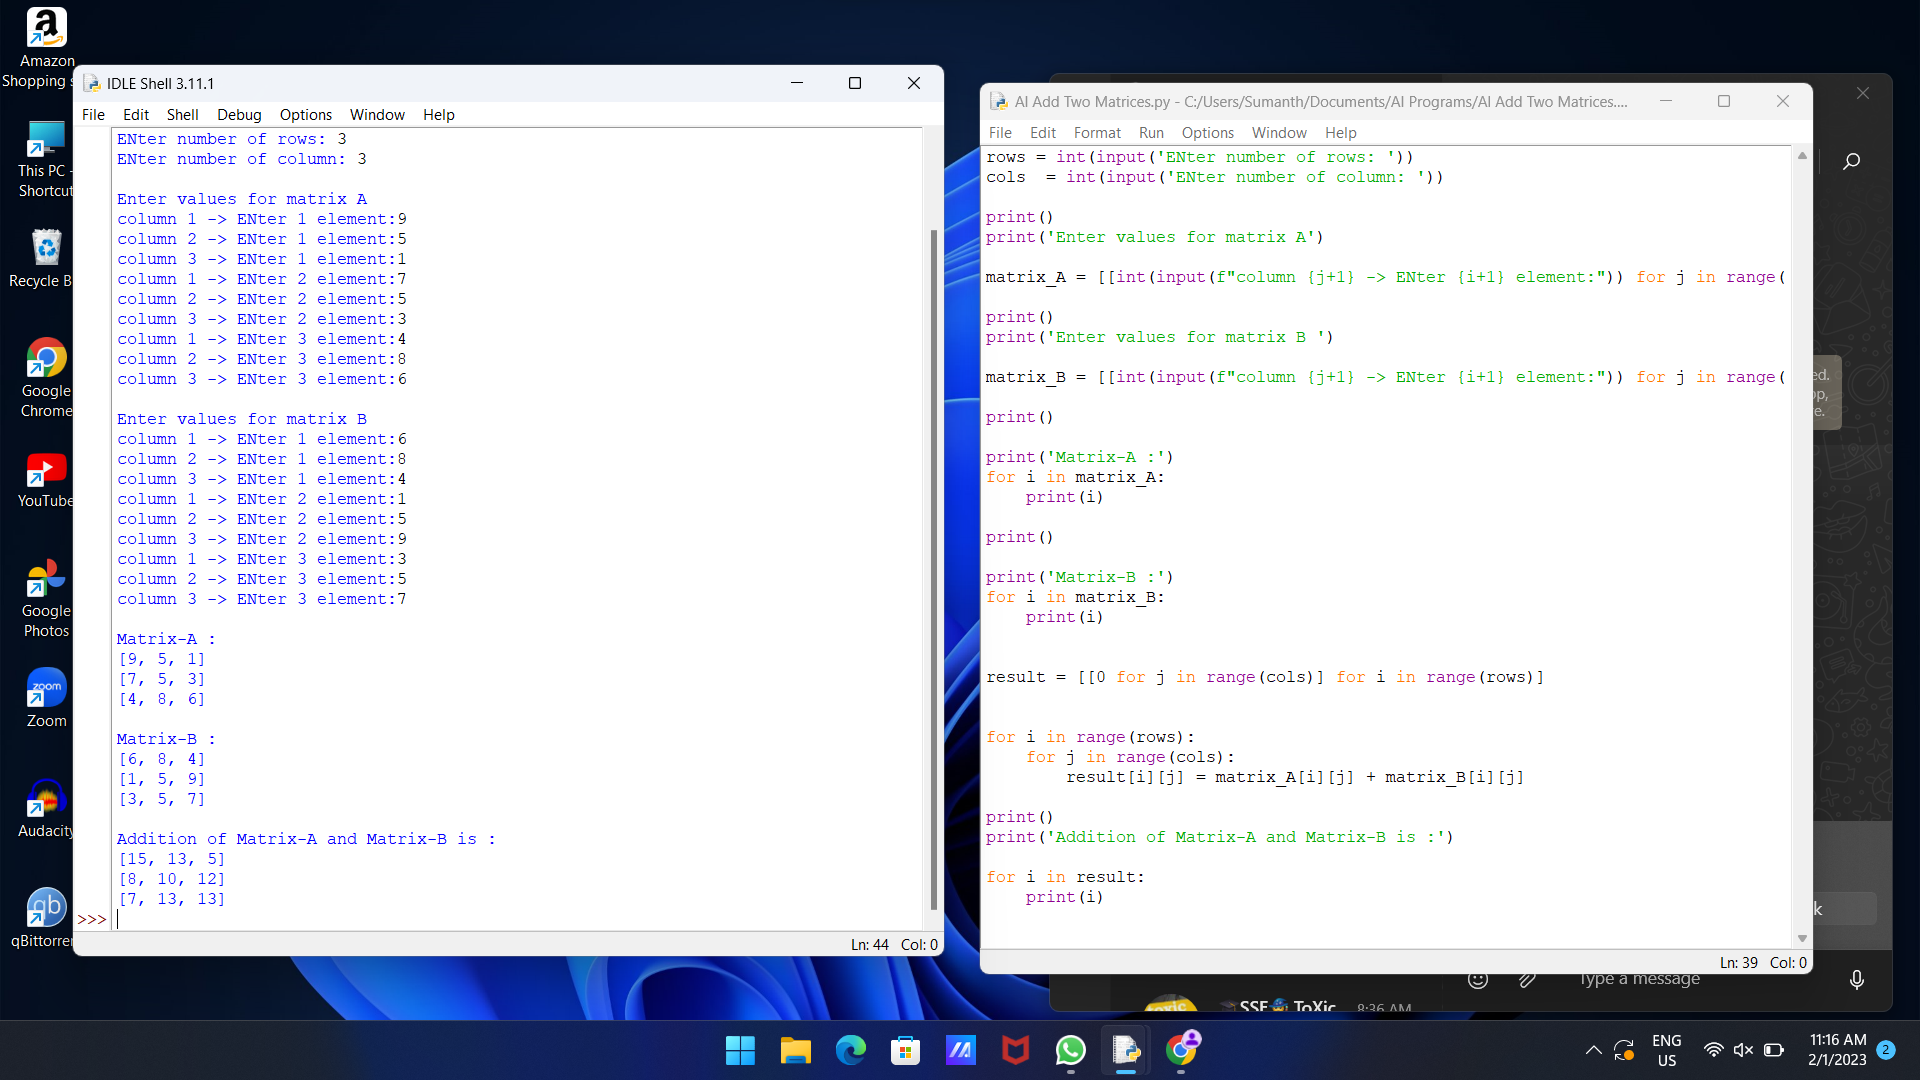 Amazon
Shopping
This PC -
Shortcut
Recycle B
Google
Chrome
YouTube
Google
Photos
zoom
Zoom
Audacity
qb
qBittorre
IDLE Shell 3.11.1
File Edit Shell Debug Options Window Help
ENter number of rows: 3
ENter number of column: 3
Enter values for matrix A
column 1 -> ENter 1 element:9
column 2 -> ENter 1 element:5
column 3 -> ENter 1 element:1
column 1 -> ENter 2 element:7
column 2 -> ENter 2 element:5
column 3 -> ENter 2 element:3
column 1 -> ENter 3 element:4
column 2 -> ENter 3 element:8
column 3 -> ENter 3 element:6
Enter values for matrix B
column 1 -> ENter 1 element:6
column 2 -> ENter 1 element:8
column 3 -> ENter 1 element:4
column 1 -> ENter 2 element:1
column 2 -> ENter 2 element:5
column 3 -> ENter 2 element:9
column 1 -> ENter 3 element:3
column 2 -> ENter 3 element:5
column 3 -> ENter 3 element:7
Matrix-A :
[9, 5, 1]
[7, 5, 3]
[4, 8, 6]
Matrix-B :
[6, 8, 4]
[1, 5, 9]
[3, 5, 7]
Addition of Matrix-A and Matrix-B is :
[15, 13, 5]
[8, 10, 12]
[7, 13, 13]
>>>
Ln: 44 Col: 0
AI Add Two Matrices.py - C:/Users/Sumanth/Documents/AI Programs/AI Add Two Matrices....
File Edit Format Run Options Window Help
rows = int(input('ENter number of rows: '))
cols  = int(input('ENter number of column: '))
print()
print('Enter values for matrix A')
matrix_A = [[int(input(f"column {j+1} -> ENter {i+1} element:")) for j in range(
print()
print('Enter values for matrix B ')
matrix_B = [[int(input(f"column {j+1} -> ENter {i+1} element:")) for j in range(
print()
print('Matrix-A :')
for i in matrix_A:
    print(i)
print()
print('Matrix-B :')
for i in matrix_B:
    print(i)
result = [[0 for j in range(cols)] for i in range(rows)]
for i in range(rows):
    for j in range(cols):
        result[i][j] = matrix_A[i][j] + matrix_B[i][j]
print()
print('Addition of Matrix-A and Matrix-B is :')
for i in result:
    print(i)
Ln: 39 Col: 0
ed.
op,
e.
k
Type a message
toxic
SSE ToXic 8:36 AM
ENG
US
11:16 AM
2/1/2023
2